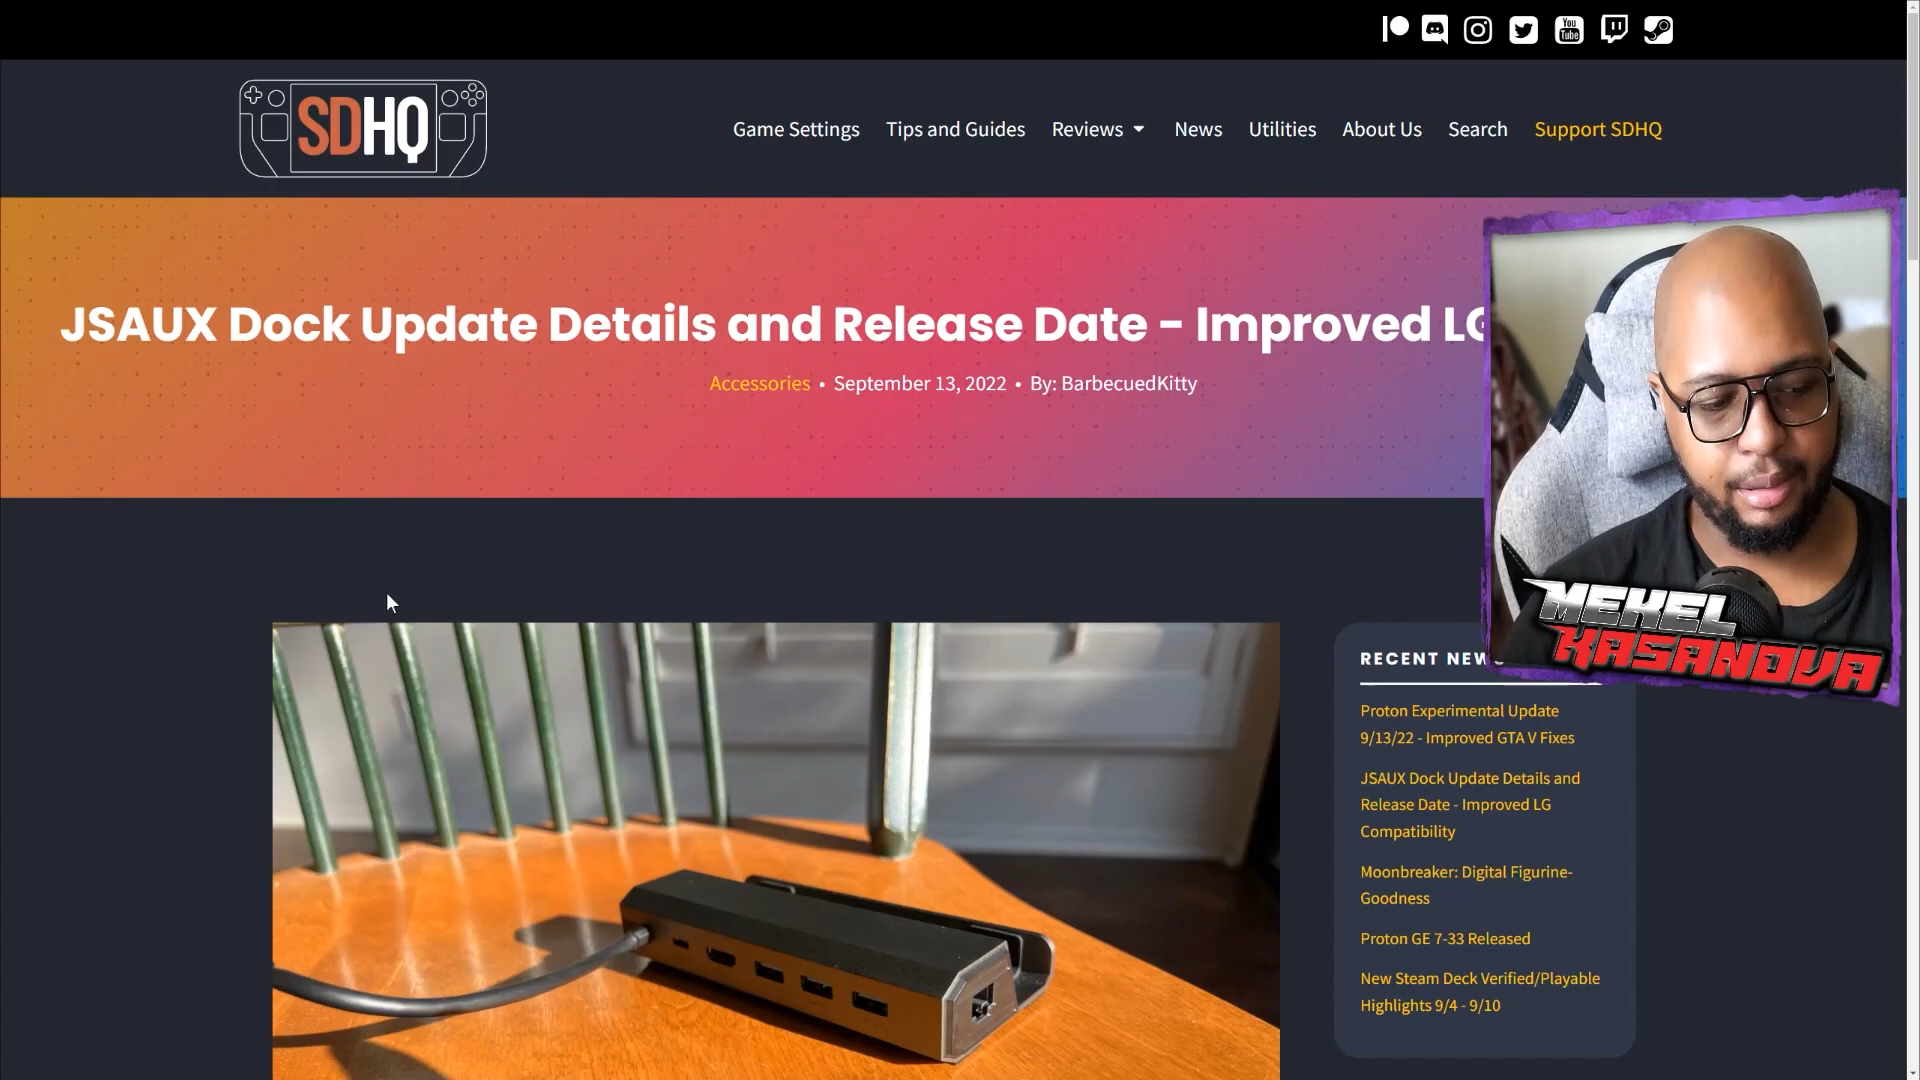 You
Tube
SDHQ
Game Settings Tips and Guides Reviews News Utilities About Us Search Support SDHQ
JSAUX Dock Update Details and Release Date - Improved LG
Accessories • September 13, 2022 • By: BarbecuedKitty
MEKEL
KASANOVA
RECENT NEWS
Proton Experimental Update
9/13/22 - Improved GTA V Fixes
JSAUX Dock Update Details and
Release Date - Improved LG
Compatibility
Moonbreaker: Digital Figurine-
Goodness
Proton GE 7-33 Released
New Steam Deck Verified/Playable
Highlights 9/4 - 9/10